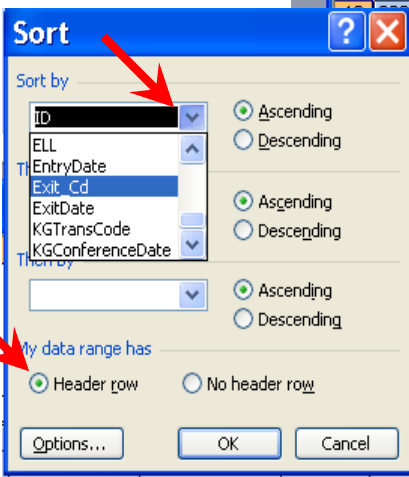 Sort
Sort by
ID
Ascending
Descending
ELL
EntryDate
Exit_Cd
ExitDate
KGTransCode
KGConferenceDate
Ascending
Descending
Then by
Ascending
Descending
My data range has
Header row
No header row
Options...
OK
Cancel